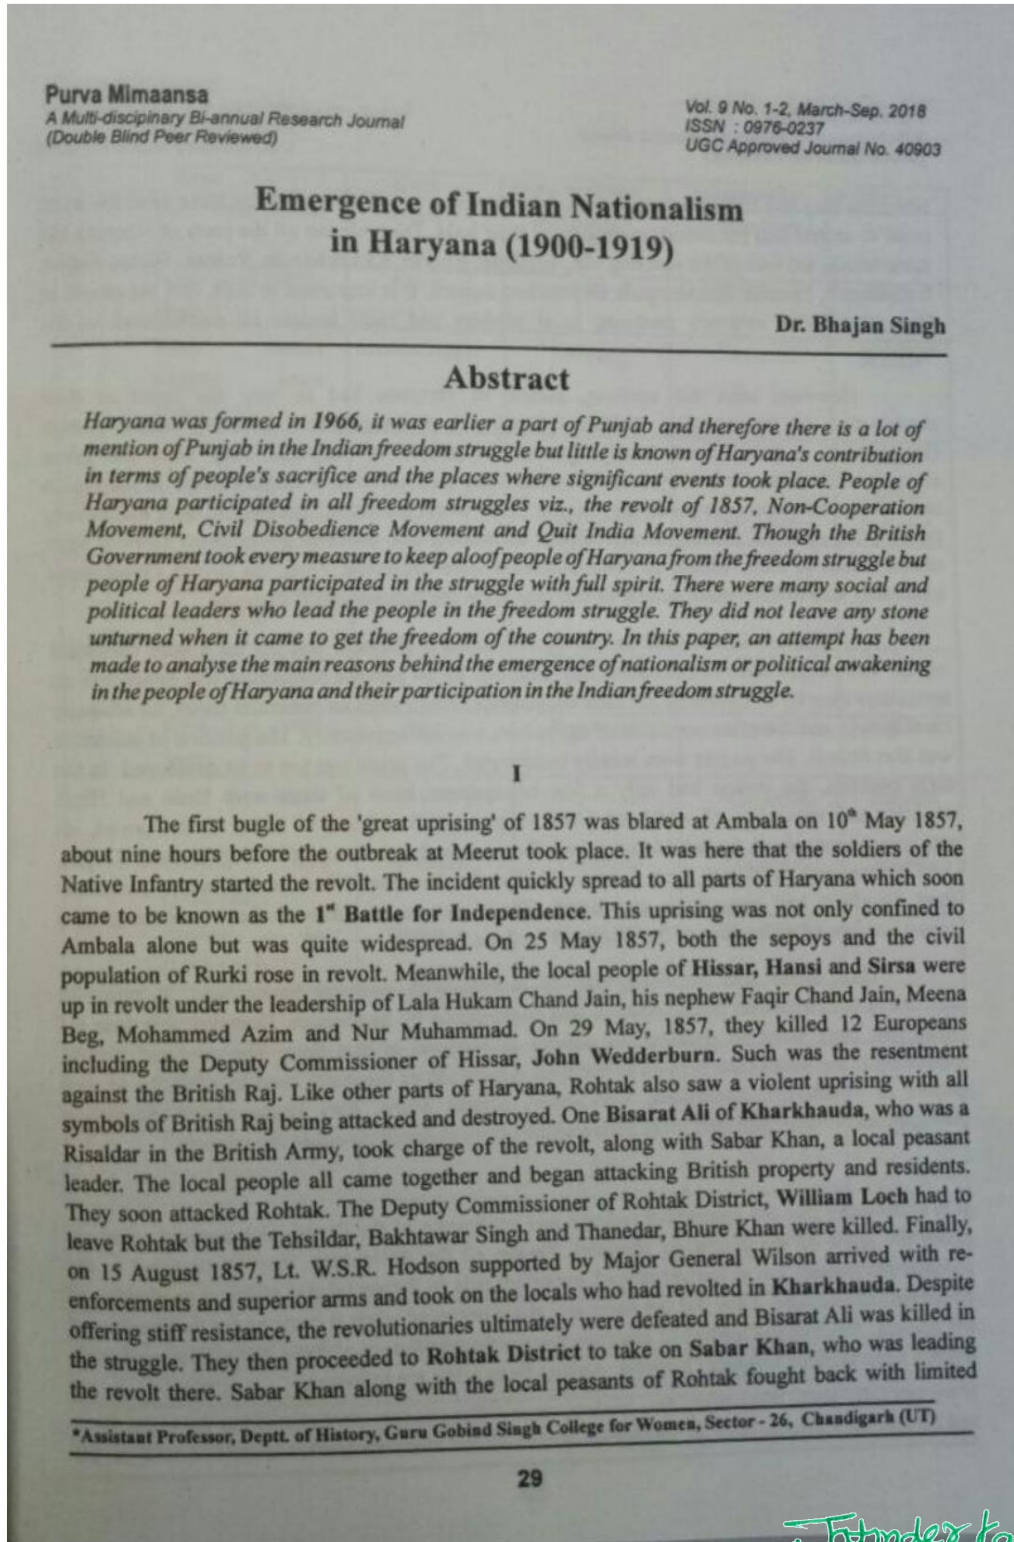 Purva Mimaansa
A Multi-discipinary Bi-annual Research Journal
(Double Blind Peer Reviewed)
Vol. 9 No. 1-2, March-Sep. 2018
ISSN : 0976-0237
UGC Approved Journal No. 40903
Emergence of Indian Nationalism
in Haryana (1900-1919)
Dr. Bhajan Singh
Abstract
Haryana was formed in 1966, it was earlier a part of Punjab and therefore there is a lot of
mention of Punjab in the Indian freedom struggle but little is known of Haryana's contribution
in terms of people's sacrifice and the places where significant events took place. People of
Haryana participated in all freedom struggles viz., the revolt of 1857, Non-Cooperation
Movement, Civil Disobedience Movement and Quit India Movement. Though the British
Government took every measure to keep aloof people of Haryana from the freedom struggle but
people of Haryana participated in the struggle with full spirit. There were many social and
political leaders who lead the people in the freedom struggle. They did not leave any stone
unturned when it came to get the freedom of the country. In this paper, an attempt has been
made to analyse the main reasons behind the emergence of nationalism or political awakening
in the people of Haryana and their participation in the Indian freedom struggle.
I
The first bugle of the 'great uprising' of 1857 was blared at Ambala on 10th May 1857,
about nine hours before the outbreak at Meerut took place. It was here that the soldiers of the
Native Infantry started the revolt. The incident quickly spread to all parts of Haryana which soon
came to be known as the 1st Battle for Independence. This uprising was not only confined to
Ambala alone but was quite widespread. On 25 May 1857, both the sepoys and the civil
population of Rurki rose in revolt. Meanwhile, the local people of Hissar, Hansi and Sirsa were
up in revolt under the leadership of Lala Hukam Chand Jain, his nephew Faqir Chand Jain, Meena
Beg, Mohammed Azim and Nur Muhammad. On 29 May, 1857, they killed 12 Europeans
including the Deputy Commissioner of Hissar, John Wedderburn. Such was the resentment
against the British Raj. Like other parts of Haryana, Rohtak also saw a violent uprising with all
symbols of British Raj being attacked and destroyed. One Bisarat Ali of Kharkhauda, who was a
Risaldar in the British Army, took charge of the revolt, along with Sabar Khan, a local peasant
leader. The local people all came together and began attacking British property and residents.
They soon attacked Rohtak. The Deputy Commissioner of Rohtak District, William Loch had to
leave Rohtak but the Tehsildar, Bakhtawar Singh and Thanedar, Bhure Khan were killed. Finally,
on 15 August 1857, Lt. W.S.R. Hodson supported by Major General Wilson arrived with re-
enforcements and superior arms and took on the locals who had revolted in Kharkhauda. Despite
offering stiff resistance, the revolutionaries ultimately were defeated and Bisarat Ali was killed in
the struggle. They then proceeded to Rohtak District to take on Sabar Khan, who was leading
the revolt there. Sabar Khan along with the local peasants of Rohtak fought back with limited
*Assistant Professor, Deptt. of History, Guru Gobind Singh College for Women, Sector - 26, Chandigarh (UT)
29